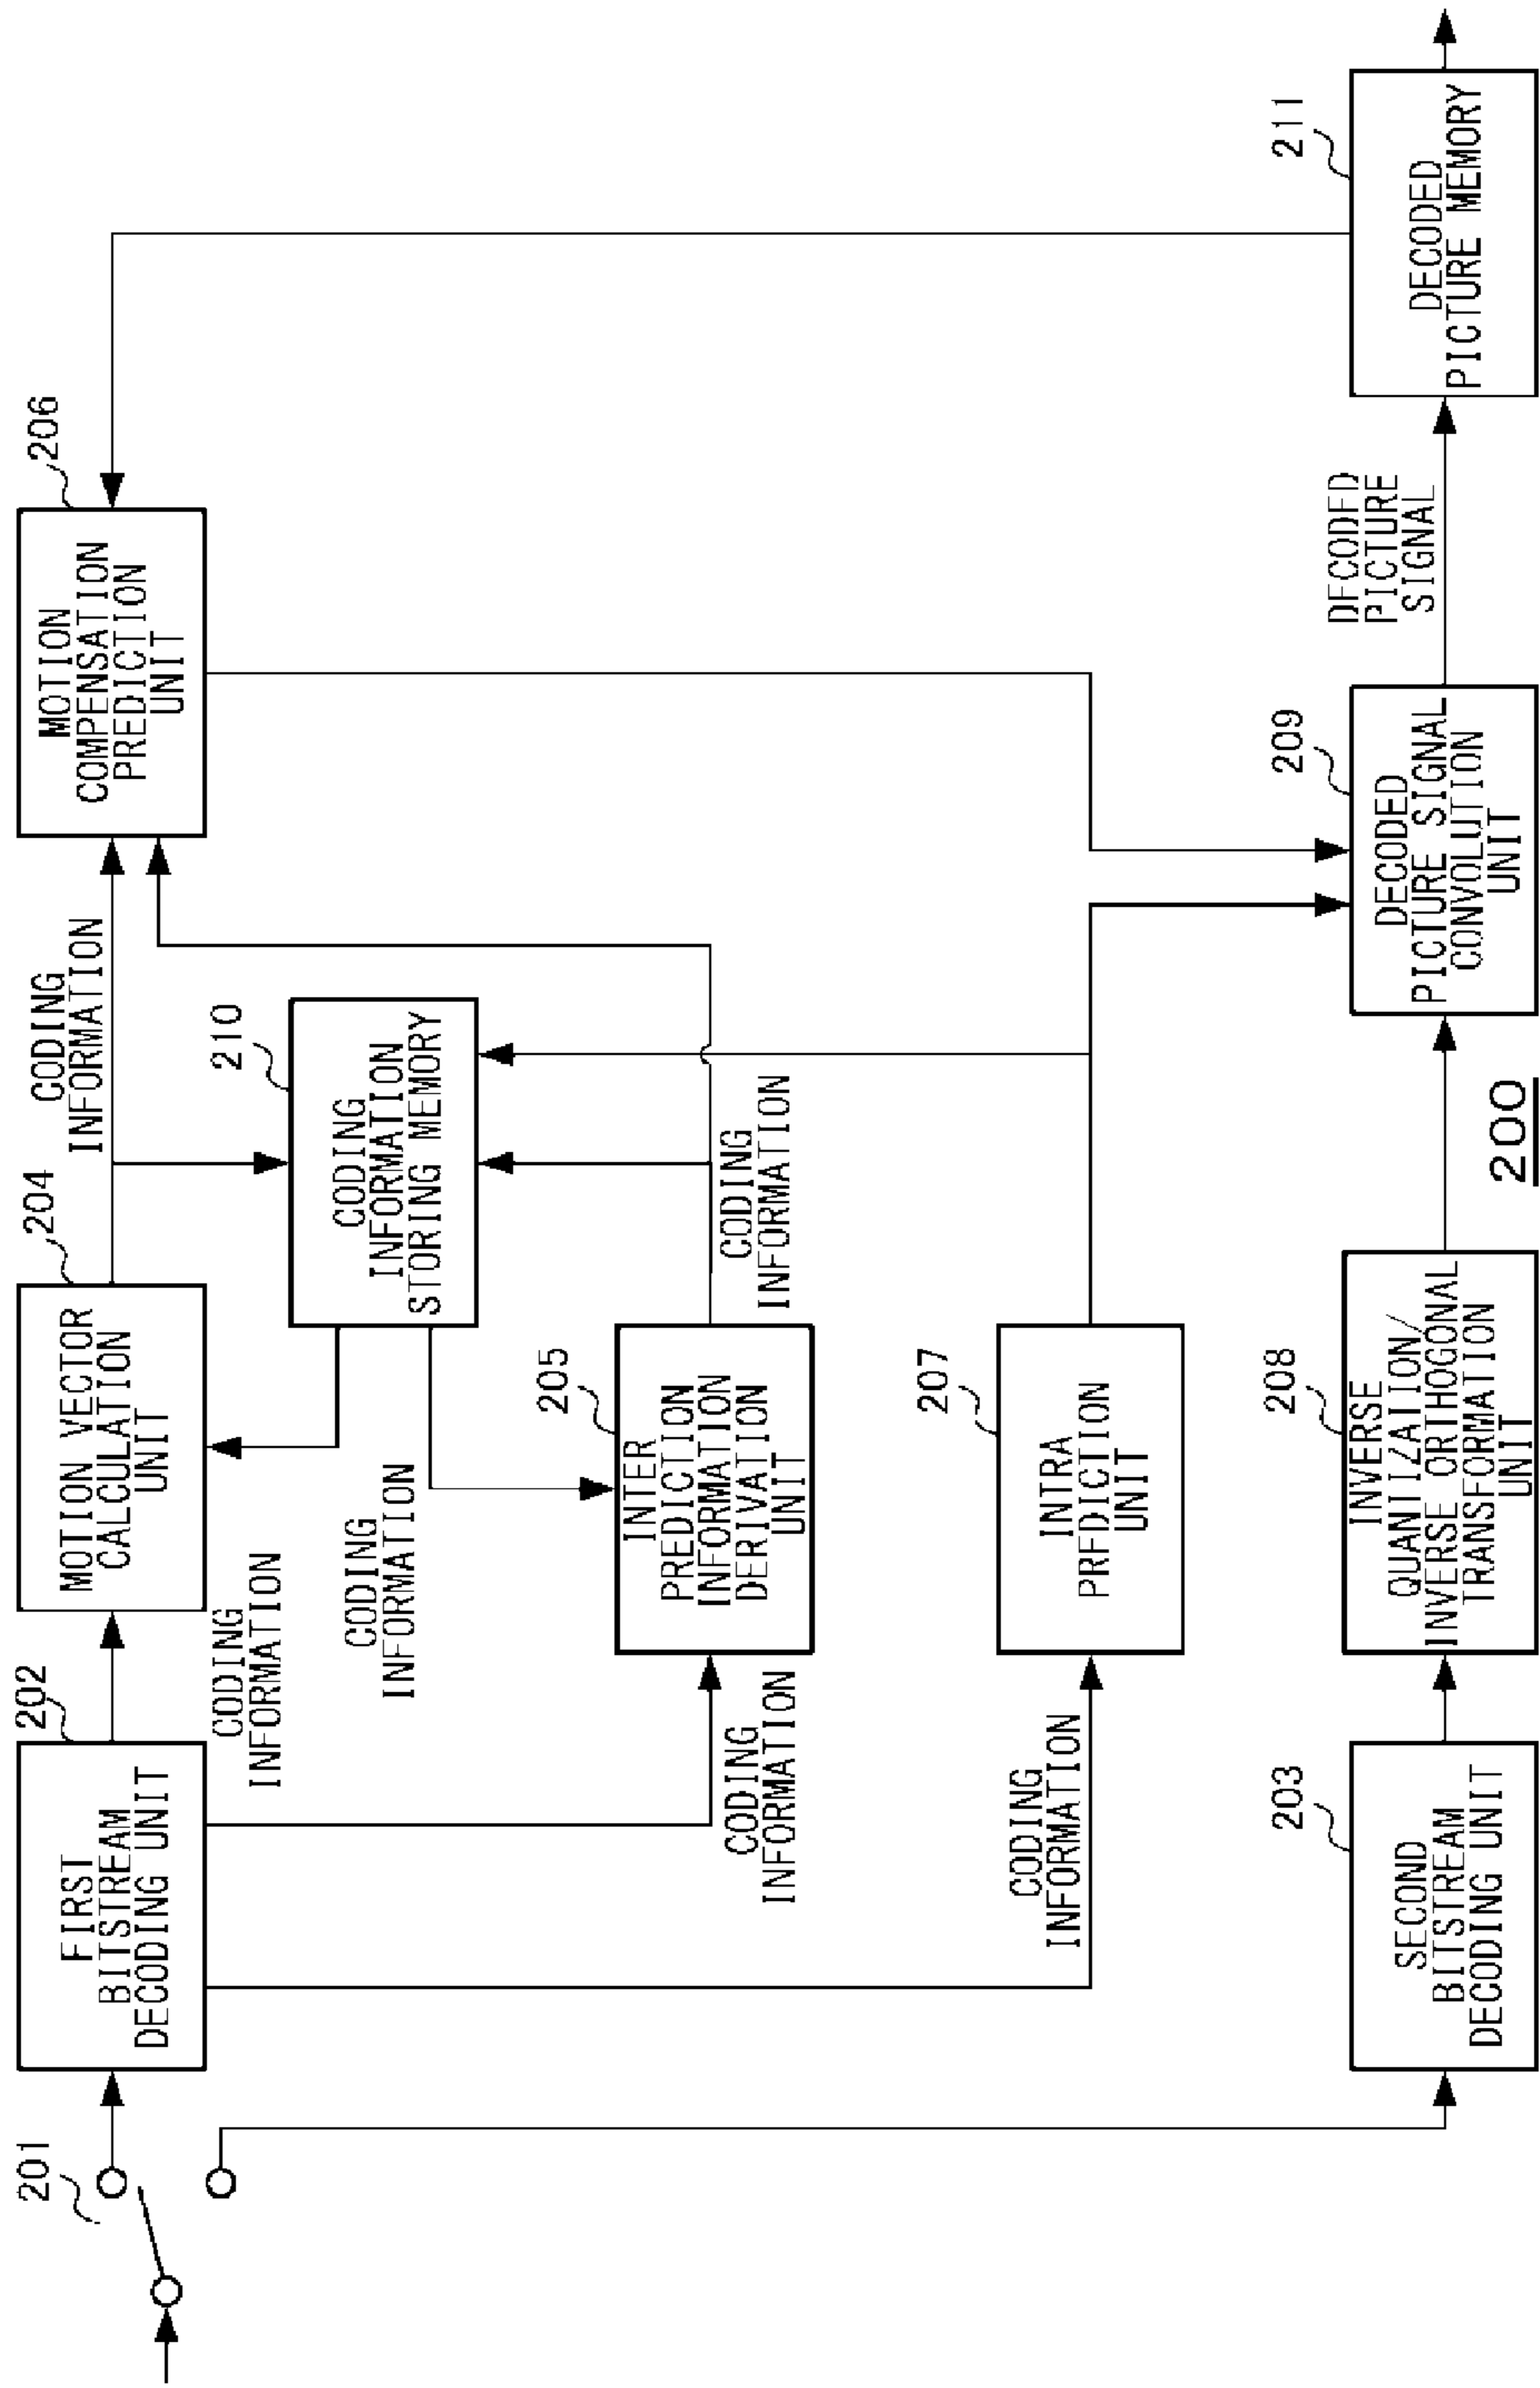 201
202
FIRST
BITSTREAM
DECODING UNIT
204
MOTION VECTOR
CALCULATION
UNIT
CODING
INFORMATION
206
MOTION
COMPENSATION
PREDICTION
UNIT
CODING
INFORMATION
CODING
INFORMATION
210
CODING
INFORMATION
STORING MEMORY
205
INTER
PREDICTION
INFORMATION
DERIVATION
UNIT
CODING
INFORMATION
CODING
INFORMATION
207
INTRA
PREDICTION
UNIT
CODING
INFORMATION
203
SECOND
BITSTREAM
DECODING UNIT
208
INVERSE
QUANTIZATION/
INVERSE ORTHOGONAL
TRANSFORMATION
UNIT
209
DECODED
PICTURE SIGNAL
CONVOLUTION
UNIT
DECODED
PICTURE
SIGNAL
211
DECODED
PICTURE MEMORY
200